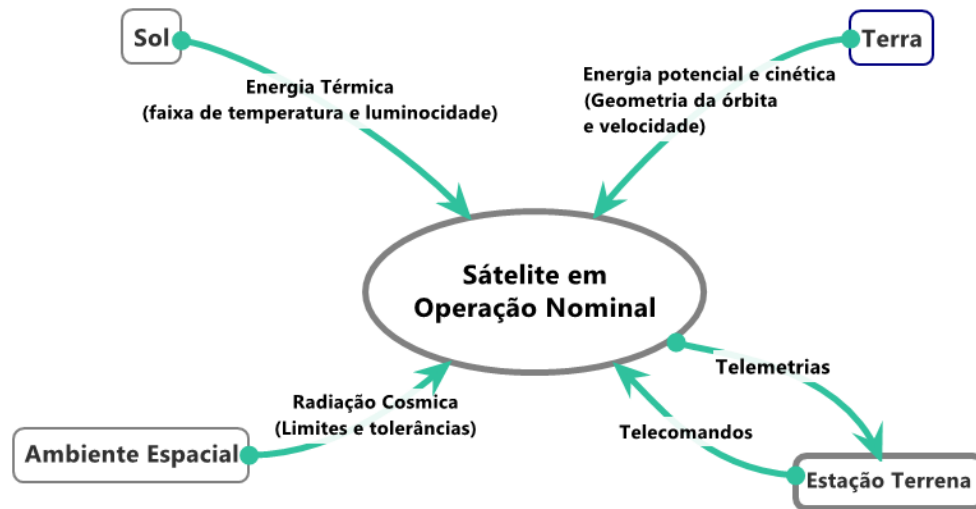 Sol
Terra
Energia Térmica
(faixa de temperatura e luminocidade)
Energia potencial e cinética
(Geometria da órbita
e velocidade)
Sátelite em
Operação Nominal
Telemetrias
Radiação Cosmica
(Limites e tolerâncias)
Telecomandos
Ambiente Espacial
Estação Terrena